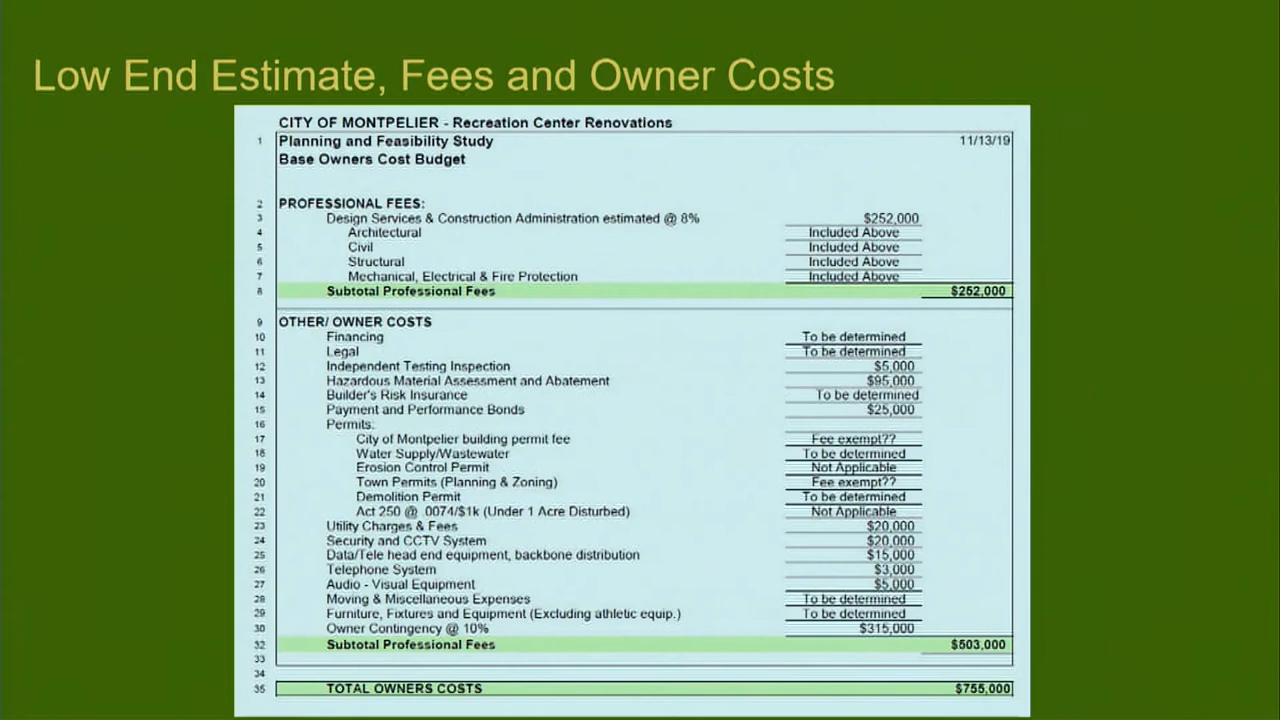 Low End Estimate, Fees and Owner Costs
CITY OF MONTPELIER - Recreation Center Renovations
1 Planning and Feasibility Study 11/13/19
Base Owners Cost Budget
2 PROFESSIONAL FEES:
3 Design Services & Construction Administration estimated @ 8% $252,000
4 Architectural Included Above
5 Civil Included Above
6 Structural Included Above
7 Mechanical, Electrical & Fire Protection Included Above
8 Subtotal Professional Fees $252,000
9 OTHER/ OWNER COSTS
10 Financing To be determined
11 Legal To be determined
12 Independent Testing Inspection $5,000
13 Hazardous Material Assessment and Abatement $95,000
14 Builder's Risk Insurance To be determined
15 Payment and Performance Bonds $25,000
16 Permits:
17 City of Montpelier building permit fee Fee exempt??
18 Water Supply/Wastewater To be determined
19 Erosion Control Permit Not Applicable
20 Town Permits (Planning & Zoning) Fee exempt??
21 Demolition Permit To be determined
22 Act 250 @ .0074/$1k (Under 1 Acre Disturbed) Not Applicable
23 Utility Charges & Fees $20,000
24 Security and CCTV System $20,000
25 Data/Tele head end equipment, backbone distribution $15,000
26 Telephone System $3,000
27 Audio - Visual Equipment $5,000
28 Moving & Miscellaneous Expenses To be determined
29 Furniture, Fixtures and Equipment (Excluding athletic equip.) To be determined
30 Owner Contingency @ 10% $315,000
32 Subtotal Professional Fees $503,000
33
34
35 TOTAL OWNERS COSTS $755,000